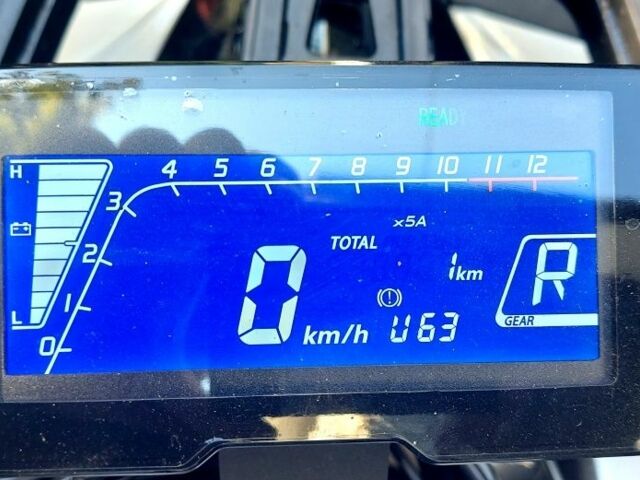 READY
H
4 5 6 7 8 9 10 11 12
3
x5A
TOTAL
2
1km
R
1
L
0 km/h U63
GEAR
0